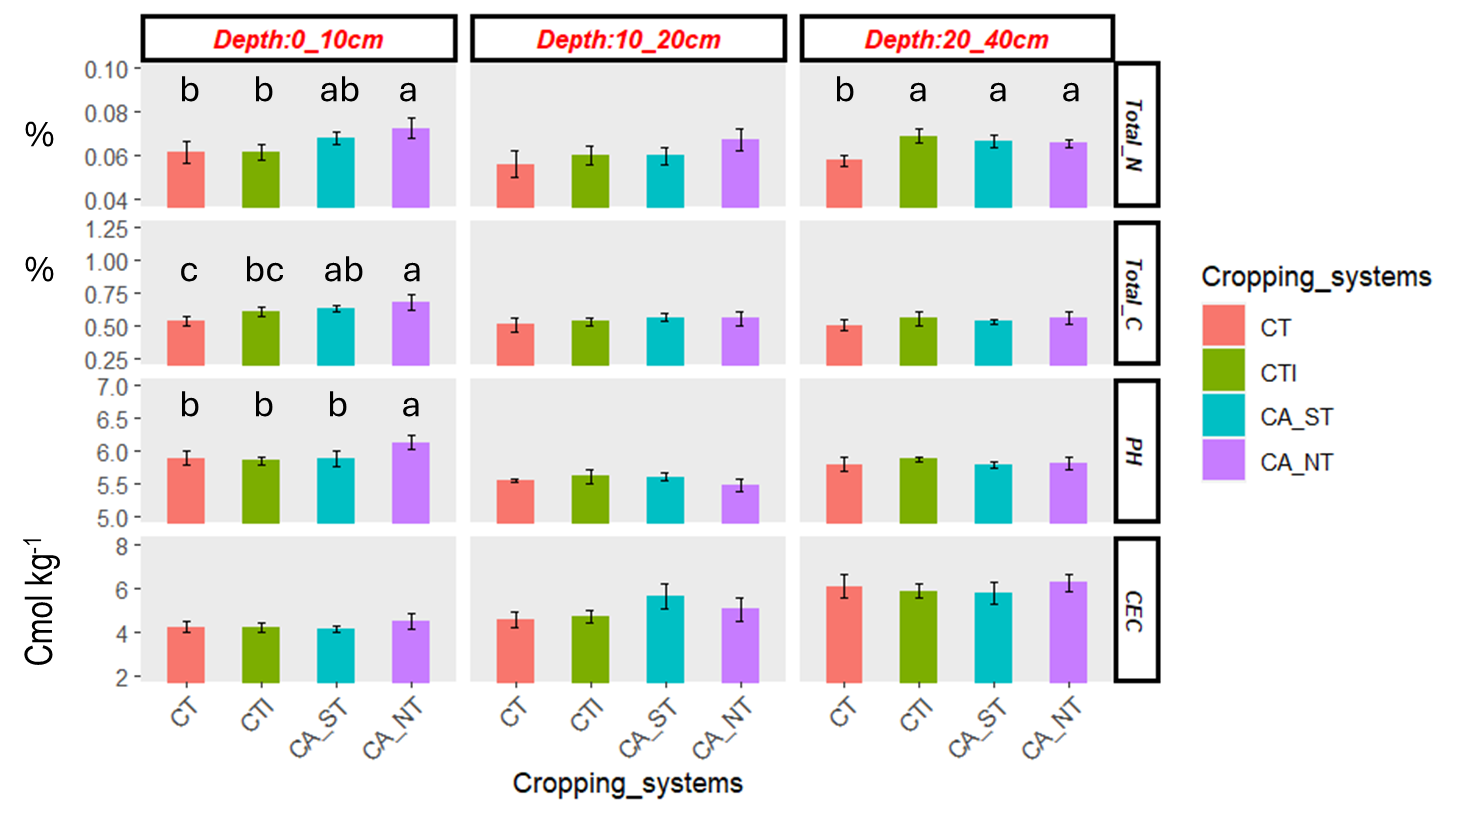 Depth:0_10cm Depth:10_20cm Depth:20_40cm
0.10
b b ab a b a a a
0.08
%
0.06
0.04
Total_N
1.25
1.00
%
c bc ab a
0.75
0.50
0.25
Total_C
7.0
b b b a
6.5
6.0
5.5
5.0
PH
8
6
4
2
Cmol kg-1
CEC
CT CTI CA_ST CA_NT CT CTI CA_ST CA_NT CT CTI CA_ST CA_NT
Cropping_systems
Cropping_systems
CT
CTI
CA_ST
CA_NT